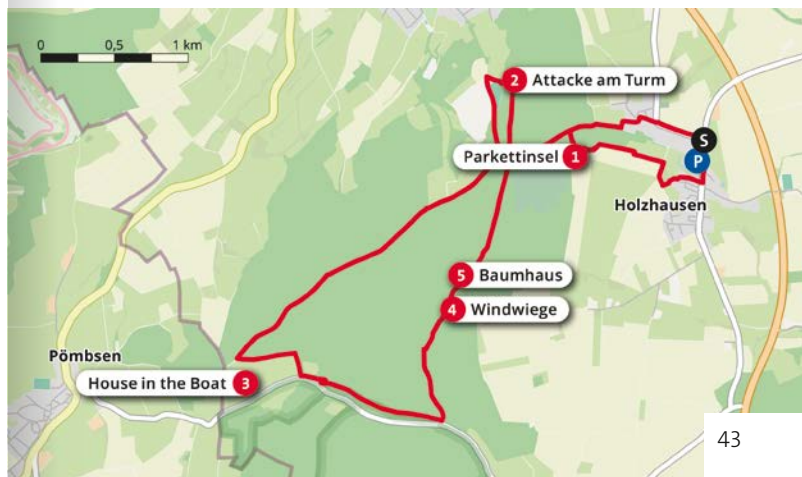 0 0,5 1 km
2 Attacke am Turm
S
Parkettinsel 1
P
Holzhausen
5 Baumhaus
4 Windwiege
Pömbsen
House in the Boat 3
43